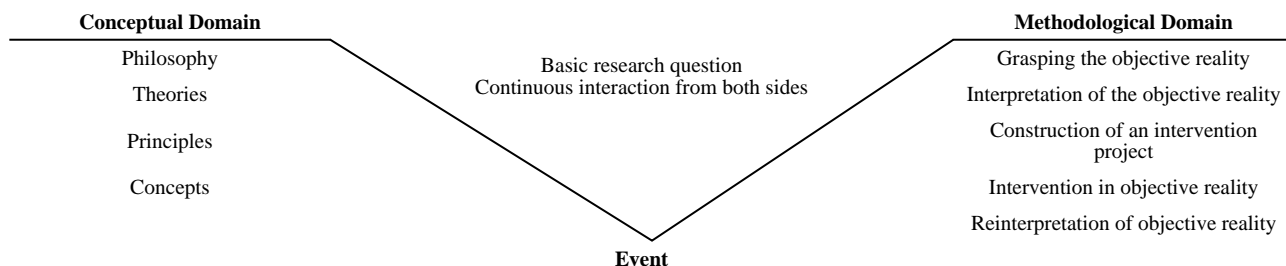 Conceptual Domain
Philosophy
Theories
Principles
Concepts
Basic research question
Continuous interaction from both sides
Methodological Domain
Grasping the objective reality
Interpretation of the objective reality
Construction of an intervention
project
Intervention in objective reality
Reinterpretation of objective reality
Event